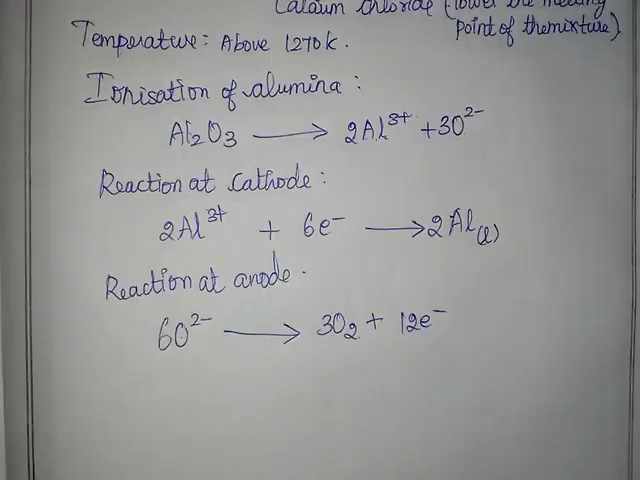 Calcium chloride (lower the melting
Temperature: Above 1270K. point of the mixture).
Ionisation of alumina:
Al₂O₃ ⟶ 2Al³⁺ + 3O²⁻
Reaction at Cathode:
2Al³⁺ + 6e⁻ ⟶ 2Al(l)
Reaction at anode.
6O²⁻ ⟶ 3O₂ + 12e⁻